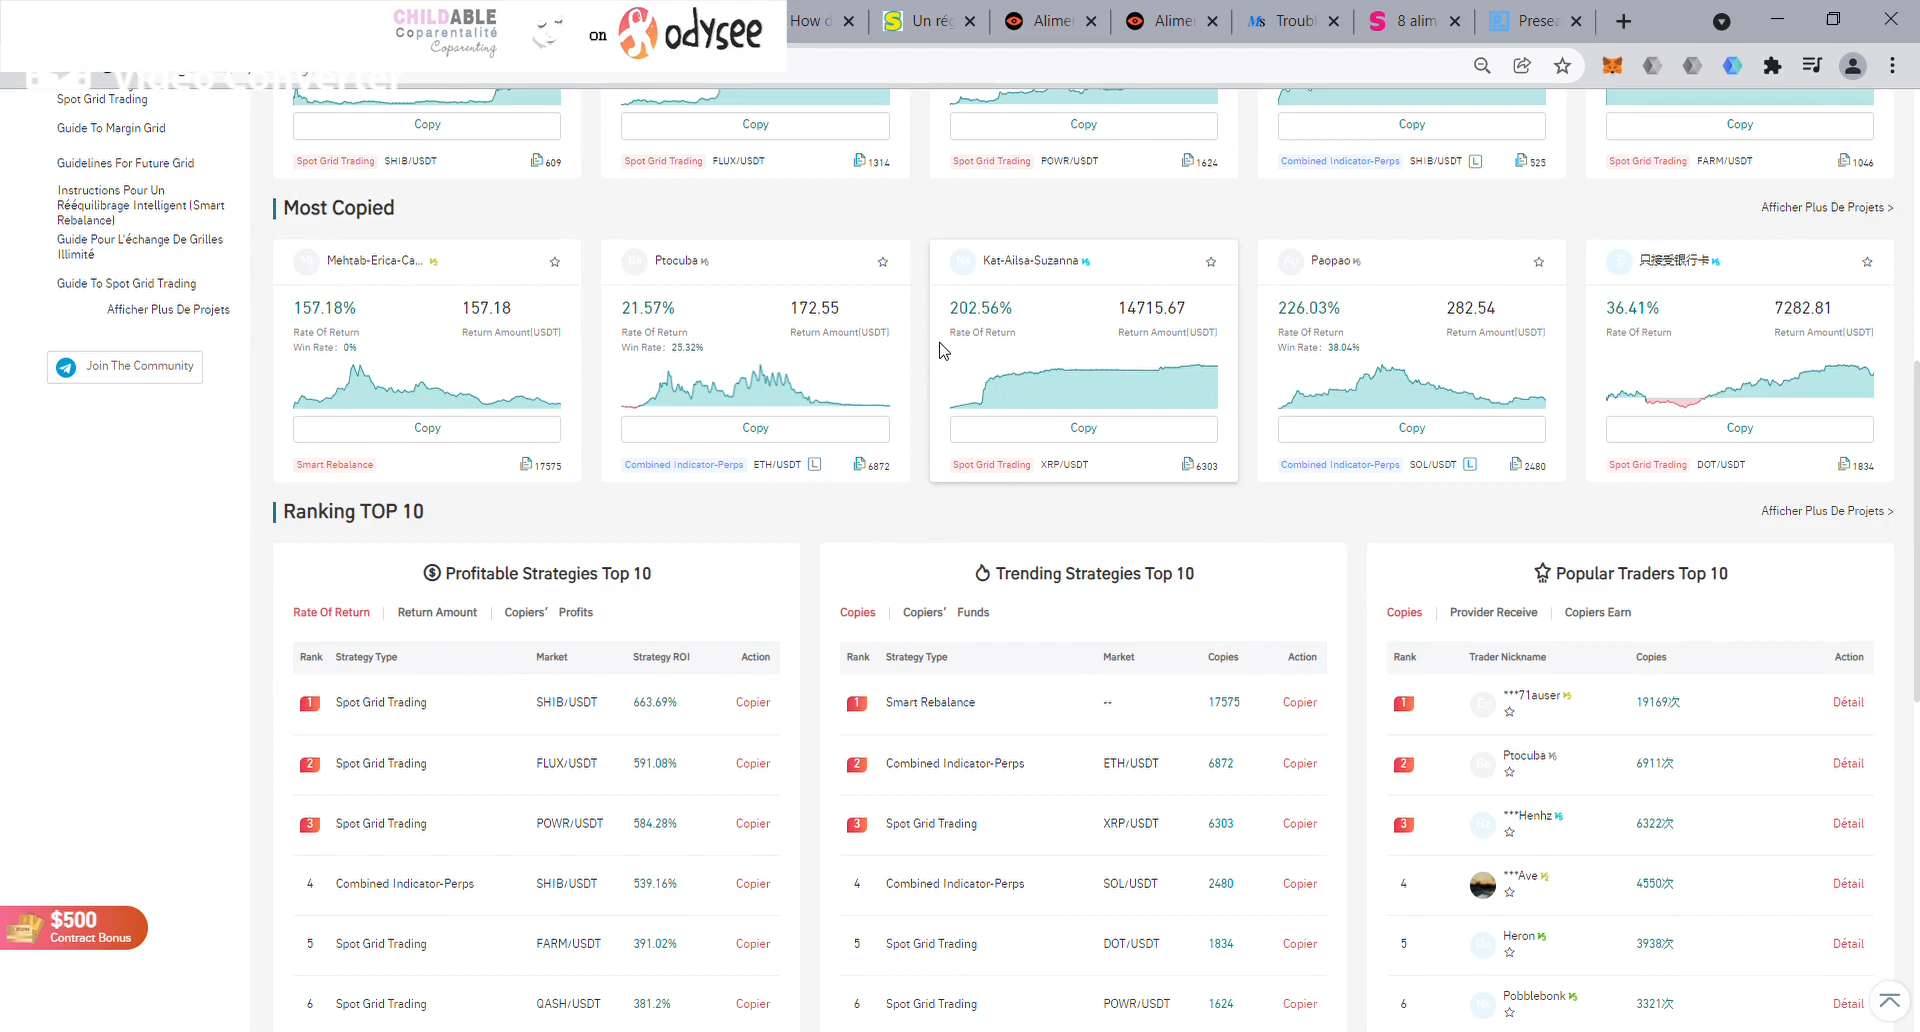 CHILDABLE
Coparentalité
Coparenting
on
odysee
How d
Un rég
Alimer
Alimer
Troubl
8 alim
Presea
Video Converter
Spot Grid Trading
Guide To Margin Grid
Guidelines For Future Grid
Instructions Pour Un
Rééquilibrage Intelligent (Smart
Rebalance)
Guide Pour L'échange De Grilles
Illimité
Guide To Spot Grid Trading
Afficher Plus De Projets
Join The Community
Copy Copy Copy Copy Copy
Spot Grid Trading SHIB/USDT 609
Spot Grid Trading FLUX/USDT 1314
Spot Grid Trading POWR/USDT 1624
Combined Indicator-Perps SHIB/USDT L 525
Spot Grid Trading FARM/USDT 1046
Most Copied Afficher Plus De Projets >
Mehtab-Erica-Ca...
157.18% 157.18
Rate Of Return Return Amount(USDT)
Win Rate: 0%
Copy
Smart Rebalance 17575
Ptocuba
21.57% 172.55
Rate Of Return Return Amount(USDT)
Win Rate: 25.32%
Copy
Combined Indicator-Perps ETH/USDT L 6872
Kat-Ailsa-Suzanna
202.56% 14715.67
Rate Of Return Return Amount(USDT)
Copy
Spot Grid Trading XRP/USDT 6303
Paopao
226.03% 282.54
Rate Of Return Return Amount(USDT)
Win Rate: 38.04%
Copy
Combined Indicator-Perps SOL/USDT L 2480
只接受银行卡
36.41% 7282.81
Rate Of Return Return Amount(USDT)
Copy
Spot Grid Trading DOT/USDT 1834
Ranking TOP 10 Afficher Plus De Projets >
Profitable Strategies Top 10
Rate Of Return Return Amount Copiers' Profits
Rank Strategy Type Market Strategy ROI Action
1 Spot Grid Trading SHIB/USDT 663.69% Copier
2 Spot Grid Trading FLUX/USDT 591.08% Copier
3 Spot Grid Trading POWR/USDT 584.28% Copier
4 Combined Indicator-Perps SHIB/USDT 539.16% Copier
5 Spot Grid Trading FARM/USDT 391.02% Copier
6 Spot Grid Trading QASH/USDT 381.2% Copier
Trending Strategies Top 10
Copies Copiers' Funds
Rank Strategy Type Market Copies Action
1 Smart Rebalance -- 17575 Copier
2 Combined Indicator-Perps ETH/USDT 6872 Copier
3 Spot Grid Trading XRP/USDT 6303 Copier
4 Combined Indicator-Perps SOL/USDT 2480 Copier
5 Spot Grid Trading DOT/USDT 1834 Copier
6 Spot Grid Trading POWR/USDT 1624 Copier
Popular Traders Top 10
Copies Provider Receive Copiers Earn
Rank Trader Nickname Copies Action
1 ***71auser 19169次 Détail
2 Ptocuba 6911次 Détail
3 ***Henhz 6322次 Détail
4 ***Ave 4550次 Détail
5 Heron 3938次 Détail
6 Pobblebonk 3321次 Détail
$500
Contract Bonus